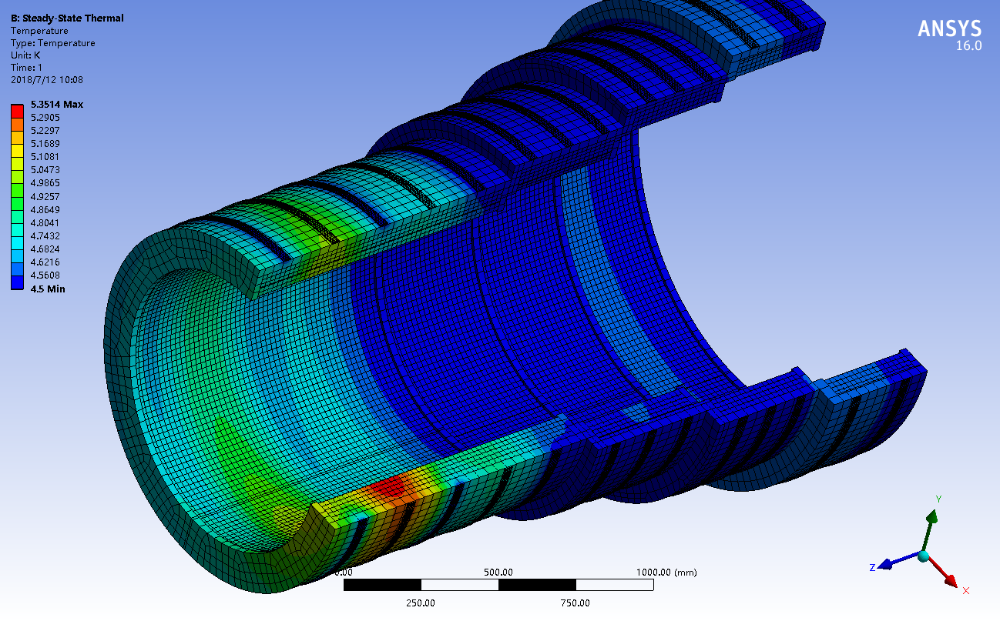 B: Steady-State Thermal
Temperature
Type: Temperature
Unit: K
Time: 1
2018/7/12 10:08
ANSYS
16.0
5.3514 Max
5.2905
5.2297
5.1689
5.1081
5.0473
4.9865
4.9257
4.8649
4.8041
4.7432
4.6824
4.6216
4.5608
4.5 Min
Y
Z
X
0.00 500.00 1000.00 (mm)
250.00 750.00